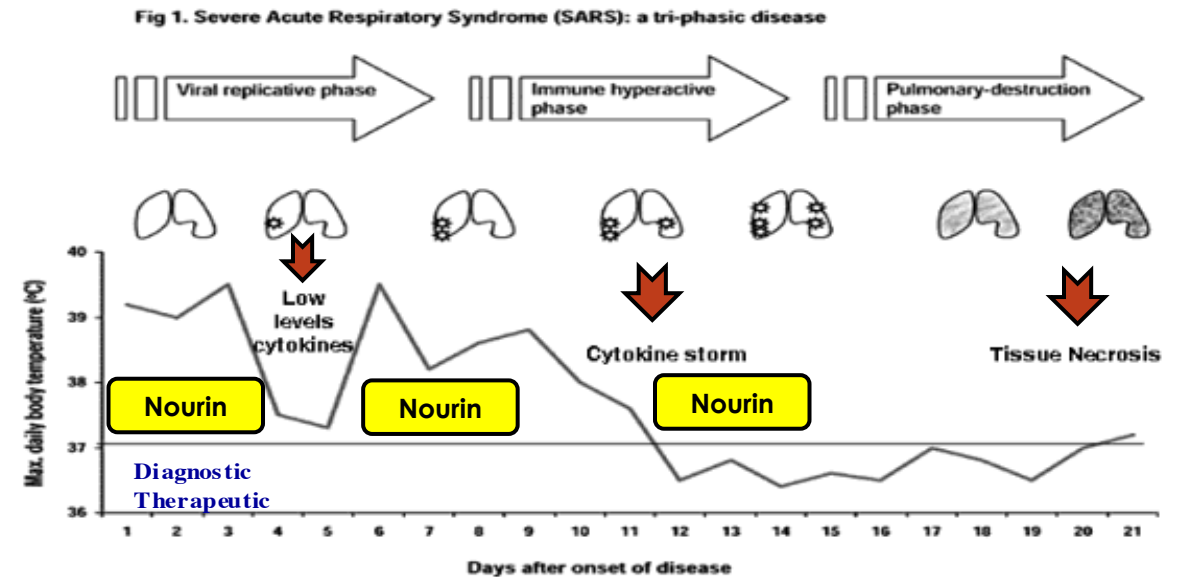 Fig 1. Severe Acute Respiratory Syndrome (SARS): a tri-phasic disease
Viral replicative phase
Immune hyperactive
phase
Pulmonary-destruction
phase
Low
levels
cytokines
Cytokine storm
Tissue Necrosis
Nourin
Nourin
Nourin
Diagnostic
Therapeutic
Max. daily body temperature (ºC)
40
39
38
37
36
1 2 3 4 5 6 7 8 9 10 11 12 13 14 15 16 17 18 19 20 21
Days after onset of disease